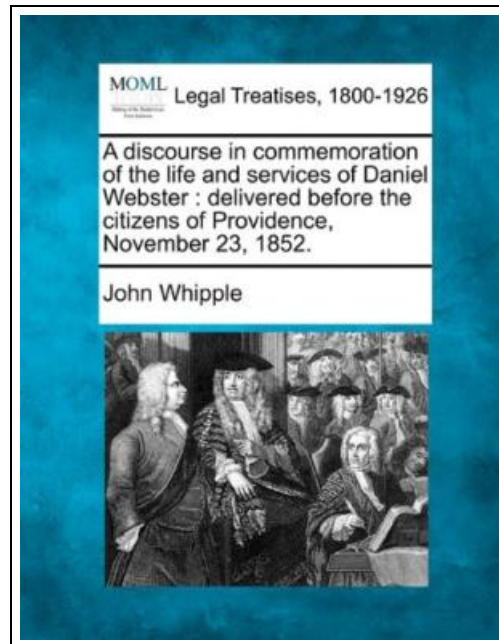 MOML
Legal Treatises, 1800-1926
A discourse in commemoration
of the life and services of Daniel
Webster : delivered before the
citizens of Providence,
November 23, 1852.
John Whipple